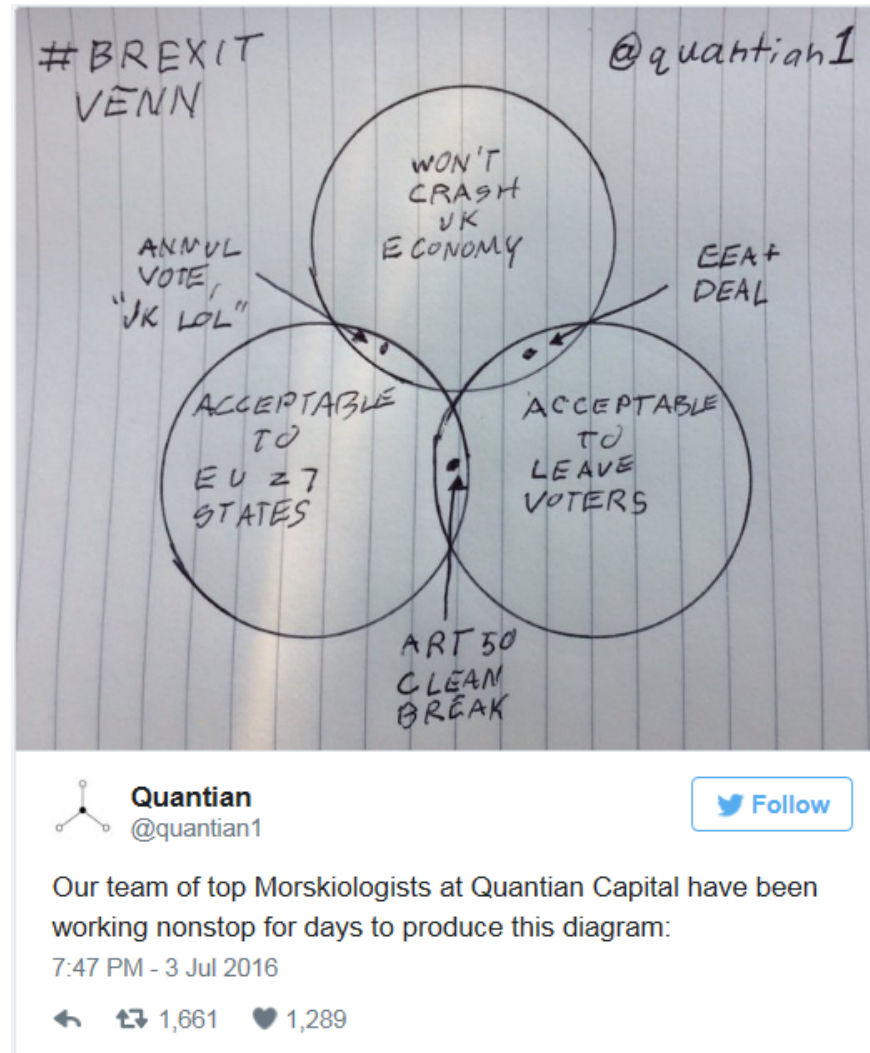 #BREXIT
VENN
@quantian1
WON'T
CRASH
UK
ECONOMY
ANNUL
VOTE,
"JK LOL"
EEA+
DEAL
ACCEPTABLE
TO
EU 27
STATES
ACCEPTABLE
TO
LEAVE
VOTERS
ART 50
CLEAN
BREAK
Quantian
@quantian1
Follow
Our team of top Morskiologists at Quantian Capital have been
working nonstop for days to produce this diagram:
7:47 PM - 3 Jul 2016
1,661 1,289